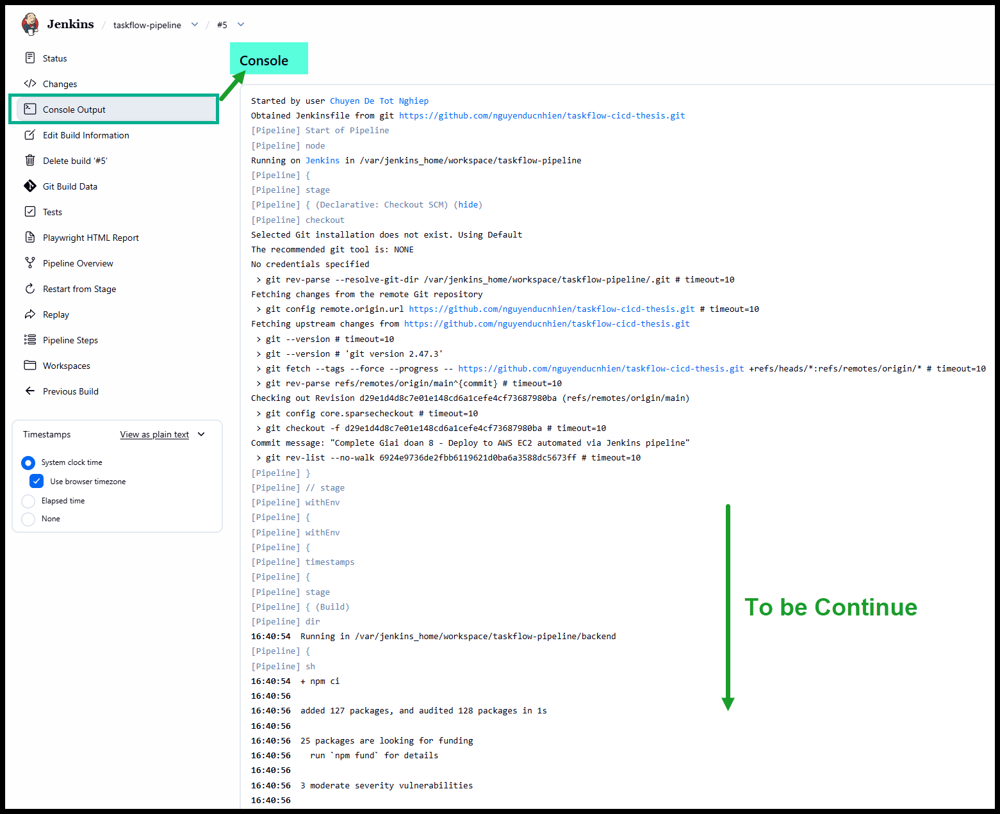 Jenkins / taskflow-pipeline / #5
Status
Changes
Console Output
Edit Build Information
Delete build ‘#5’
Git Build Data
Tests
Playwright HTML Report
Pipeline Overview
Restart from Stage
Replay
Pipeline Steps
Workspaces
Previous Build
Timestamps
View as plain text
System clock time
Use browser timezone
Elapsed time
None
Console
Started by user Chuyen De Tot Nghiep
Obtained Jenkinsfile from git https://github.com/nguyenducnhien/taskflow-cicd-thesis.git
[Pipeline] Start of Pipeline
[Pipeline] node
Running on Jenkins in /var/jenkins_home/workspace/taskflow-pipeline
[Pipeline] {
[Pipeline] stage
[Pipeline] { (Declarative: Checkout SCM) (hide)
[Pipeline] checkout
Selected Git installation does not exist. Using Default
The recommended git tool is: NONE
No credentials specified
 > git rev-parse --resolve-git-dir /var/jenkins_home/workspace/taskflow-pipeline/.git # timeout=10
Fetching changes from the remote Git repository
 > git config remote.origin.url https://github.com/nguyenducnhien/taskflow-cicd-thesis.git # timeout=10
Fetching upstream changes from https://github.com/nguyenducnhien/taskflow-cicd-thesis.git
 > git --version # timeout=10
 > git --version # 'git version 2.47.3'
 > git fetch --tags --force --progress -- https://github.com/nguyenducnhien/taskflow-cicd-thesis.git +refs/heads/*:refs/remotes/origin/* # timeout=10
 > git rev-parse refs/remotes/origin/main^{commit} # timeout=10
Checking out Revision d29e1d4d8c7e01e148cd6a1cefe4cf73687980ba (refs/remotes/origin/main)
 > git config core.sparsecheckout # timeout=10
 > git checkout -f d29e1d4d8c7e01e148cd6a1cefe4cf73687980ba # timeout=10
Commit message: "Complete Giai doan 8 - Deploy to AWS EC2 automated via Jenkins pipeline"
 > git rev-list --no-walk 6924e9736de2fbb6119621d0ba6a3588dc5673ff # timeout=10
[Pipeline] }
[Pipeline] // stage
[Pipeline] withEnv
[Pipeline] {
[Pipeline] withEnv
[Pipeline] {
[Pipeline] timestamps
[Pipeline] {
[Pipeline] stage
[Pipeline] { (Build)
[Pipeline] dir
16:40:54  Running in /var/jenkins_home/workspace/taskflow-pipeline/backend
[Pipeline] {
[Pipeline] sh
16:40:54  + npm ci
16:40:56
16:40:56  added 127 packages, and audited 128 packages in 1s
16:40:56
16:40:56  25 packages are looking for funding
16:40:56    run `npm fund` for details
16:40:56
16:40:56  3 moderate severity vulnerabilities
16:40:56
To be Continue